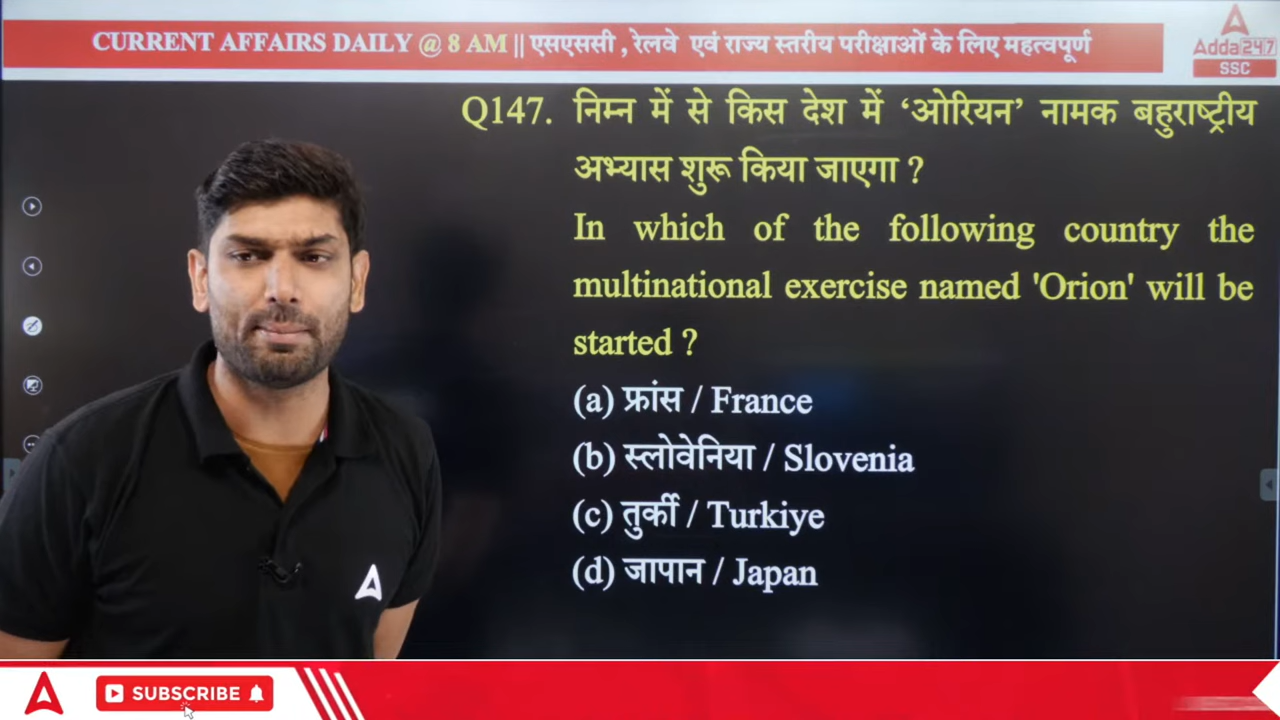 CURRENT AFFAIRS DAILY @ 8 AM || एसएससी , रेलवे एवं राज्य स्तरीय परीक्षाओं के लिए महत्वपूर्ण
Adda 247
SSC
Q147. निम्न में से किस देश में ‘ओरियन’ नामक बहुराष्ट्रीय
अभ्यास शुरू किया जाएगा ?
In which of the following country the
multinational exercise named 'Orion' will be
started ?
(a) फ्रांस / France
(b) स्लोवेनिया / Slovenia
(c) तुर्की / Turkiye
(d) जापान / Japan
SUBSCRIBE